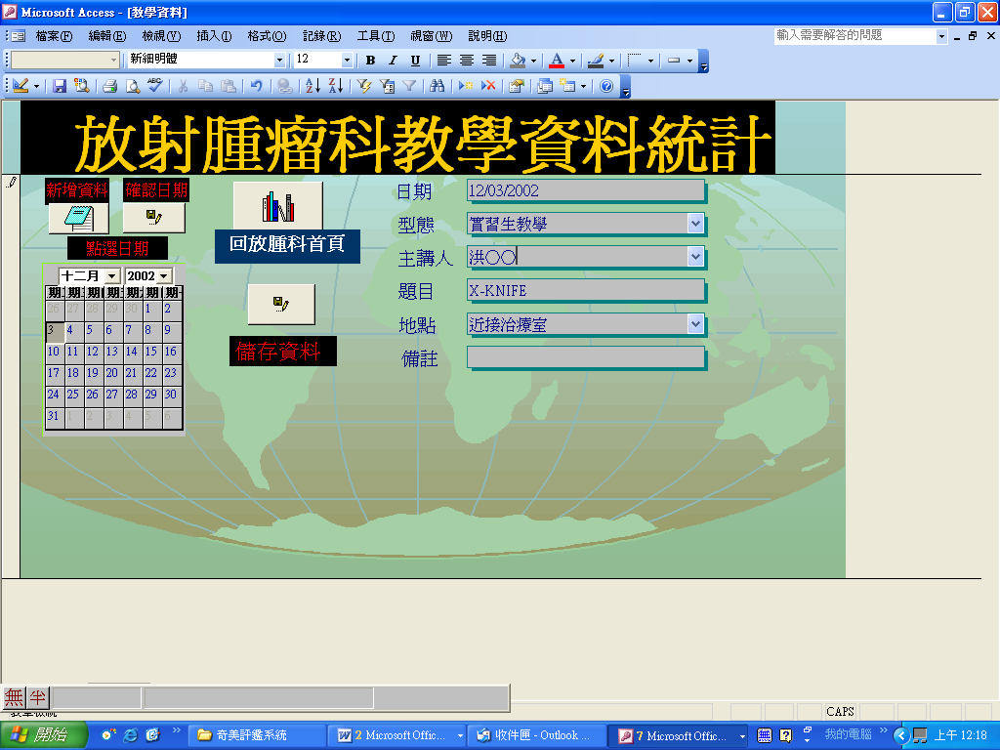 Microsoft Access - [教學資料]
檔案(F) 編輯(E) 檢視(V) 插入(I) 格式(O) 記錄(R) 工具(T) 視窗(W) 說明(H) 輸入需要解答的問題
新細明體 12 B I U
放射腫瘤科教學資料統計
新增資料 確認日期
點選日期
十二月 2002
期 期 期 期 期 期 期
26 27 28 29 30 1 2
3 4 5 6 7 8 9
10 11 12 13 14 15 16
17 18 19 20 21 22 23
24 25 26 27 28 29 30
31 1 2 3 4 5 6
回放腫科首頁
儲存資料
日期 12/03/2002
型態 實習生教學
主講人 洪○○
題目 X-KNIFE
地點 近接治療室
備註
無 半
CAPS
開始 奇美評鑑系統 2 Microsoft Offic... 收件匣 - Outlook ... 7 Microsoft Offic... 我的電腦 上午 12:18